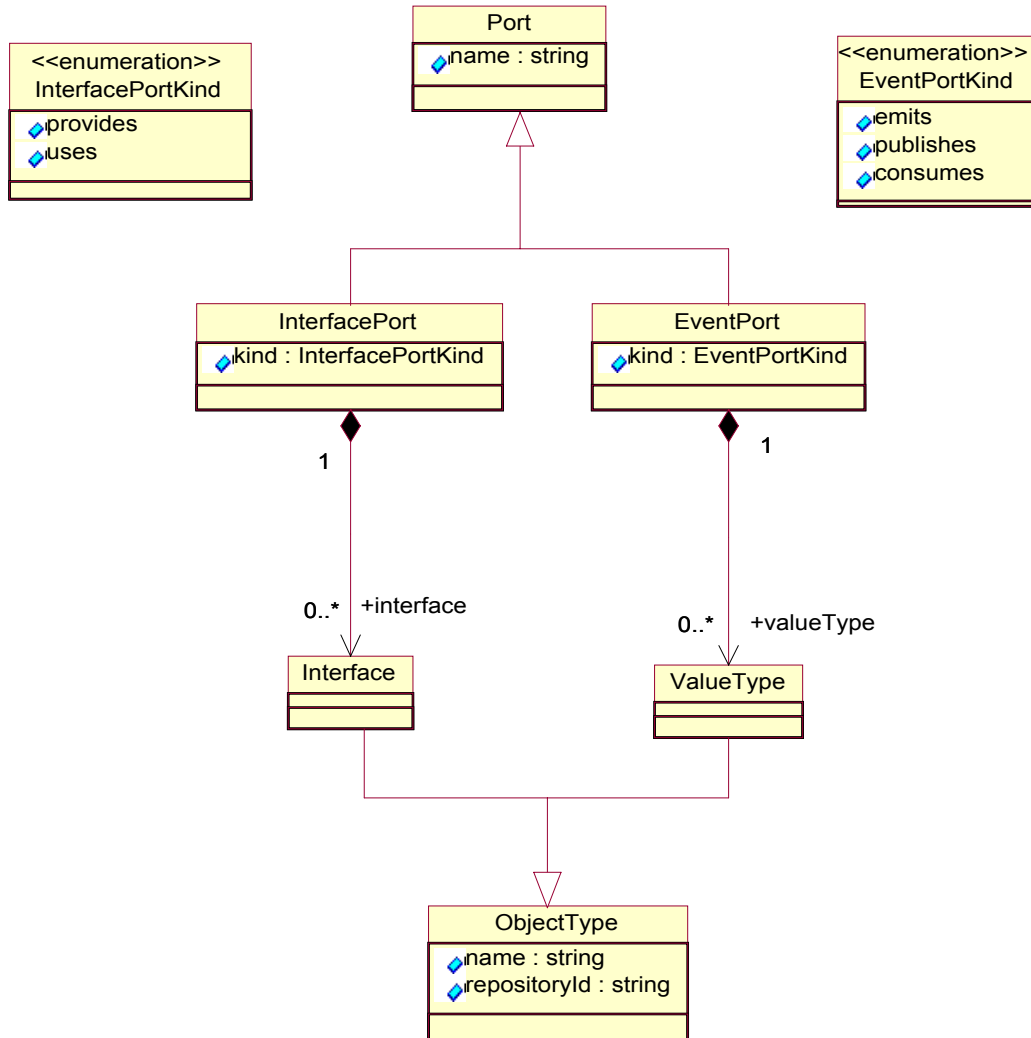 Port
name : string
<<enumeration>>
InterfacePortKind
provides
uses
<<enumeration>>
EventPortKind
emits
publishes
consumes
InterfacePort
kind : InterfacePortKind
EventPort
kind : EventPortKind
1
1
0..* +interface
0..* +valueType
Interface
ValueType
ObjectType
name : string
repositoryId : string